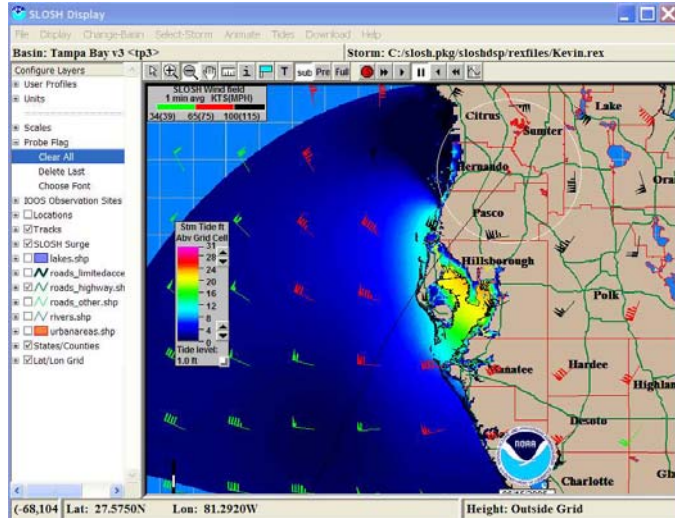 SLOSH Display
File Display Change-Basin Select-Storm Animate Tides Download Help
Basin: Tampa Bay v3 <tp3>
Storm: C:/slosh.pkg/sloshdsp/rexfiles/Kevin.rex
Configure Layers
User Profiles
Units
Scales
Probe Flag
Clear All
Delete Last
Choose Font
IOOS Observation Sites
Locations
Tracks
SLOSH Surge
lakes.shp
roads_limitedacce
roads_highway.sh
roads_other.shp
rivers.shp
urbanareas.shp
States/Counties
Lat/Lon Grid
i T sub Pre Full
SLOSH Wind field
1 min avg KTS(MPH)
34(39) 65(75) 100(115)
Stm Tide ft
Abv Grid Cell
31
28
24
20
16
12
8
4
0
Tide level:
1.0 ft
Citrus
Lake
Sumter
Hernando
Ora
Pasco
Hillsborough
Polk
Manatee
Hardee
Highlan
Desoto
Charlotte
Gla
NOAA
(-68,104
Lat: 27.5750N Lon: 81.2920W
Height: Outside Grid